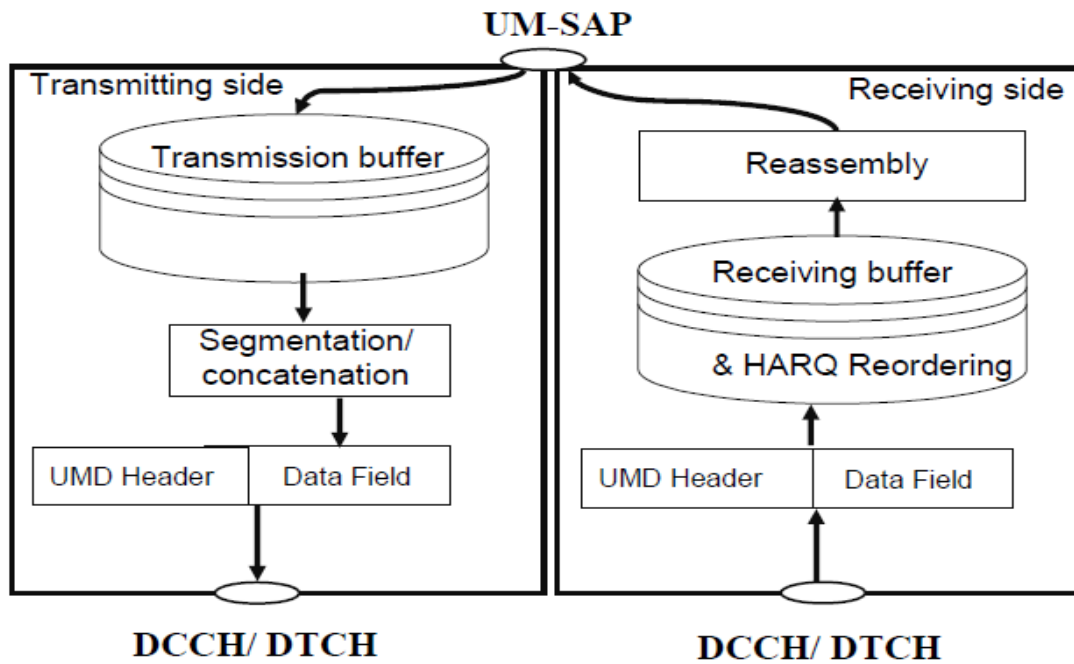 UM-SAP
Transmitting side
Transmission buffer
Segmentation/
concatenation
UMD Header
Data Field
DCCH/ DTCH
Receiving side
Reassembly
Receiving buffer
& HARQ Reordering
UMD Header
Data Field
DCCH/ DTCH